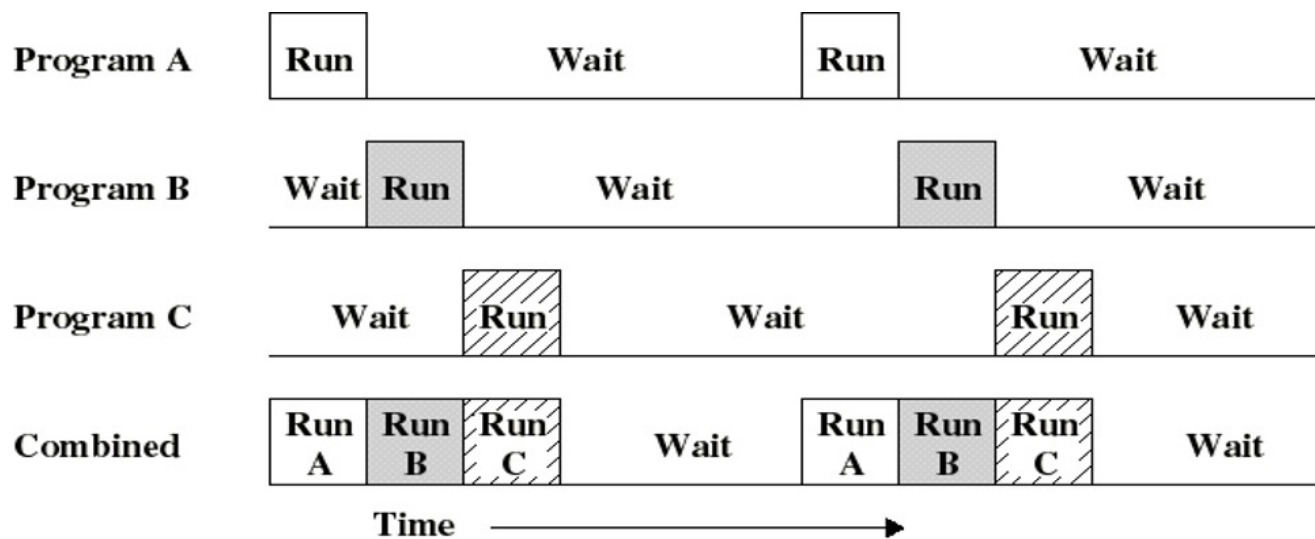 Program A Run Wait Run Wait
Program B Wait Run Wait Run Wait
Program C Wait Run Wait Run Wait
Combined Run A Run B Run C Wait Run A Run B Run C Wait
Time